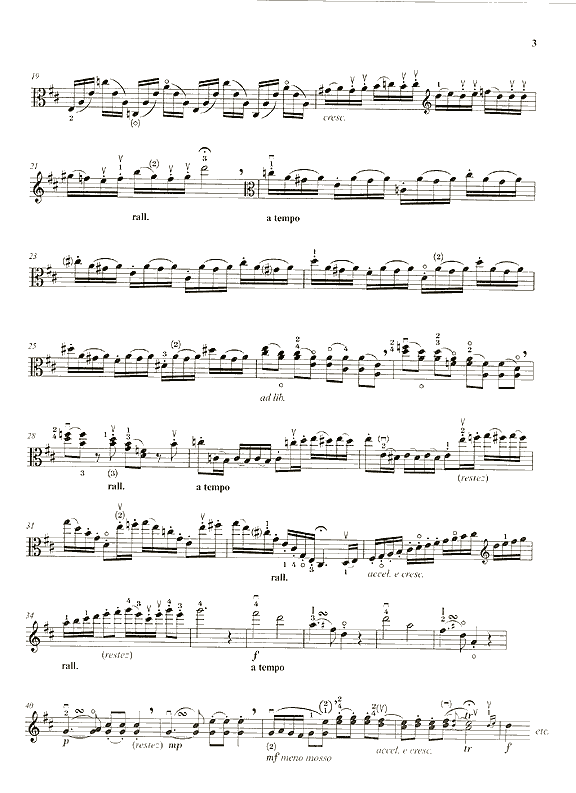 3
19
cresc.
21
rall. a tempo
23
25
ad lib.
28
rall. a tempo (restez)
31
rall. accel. e cresc.
34
(restez) f
rall. a tempo
40
p (restez) mp accel. e cresc. tr f etc.
mf meno mosso